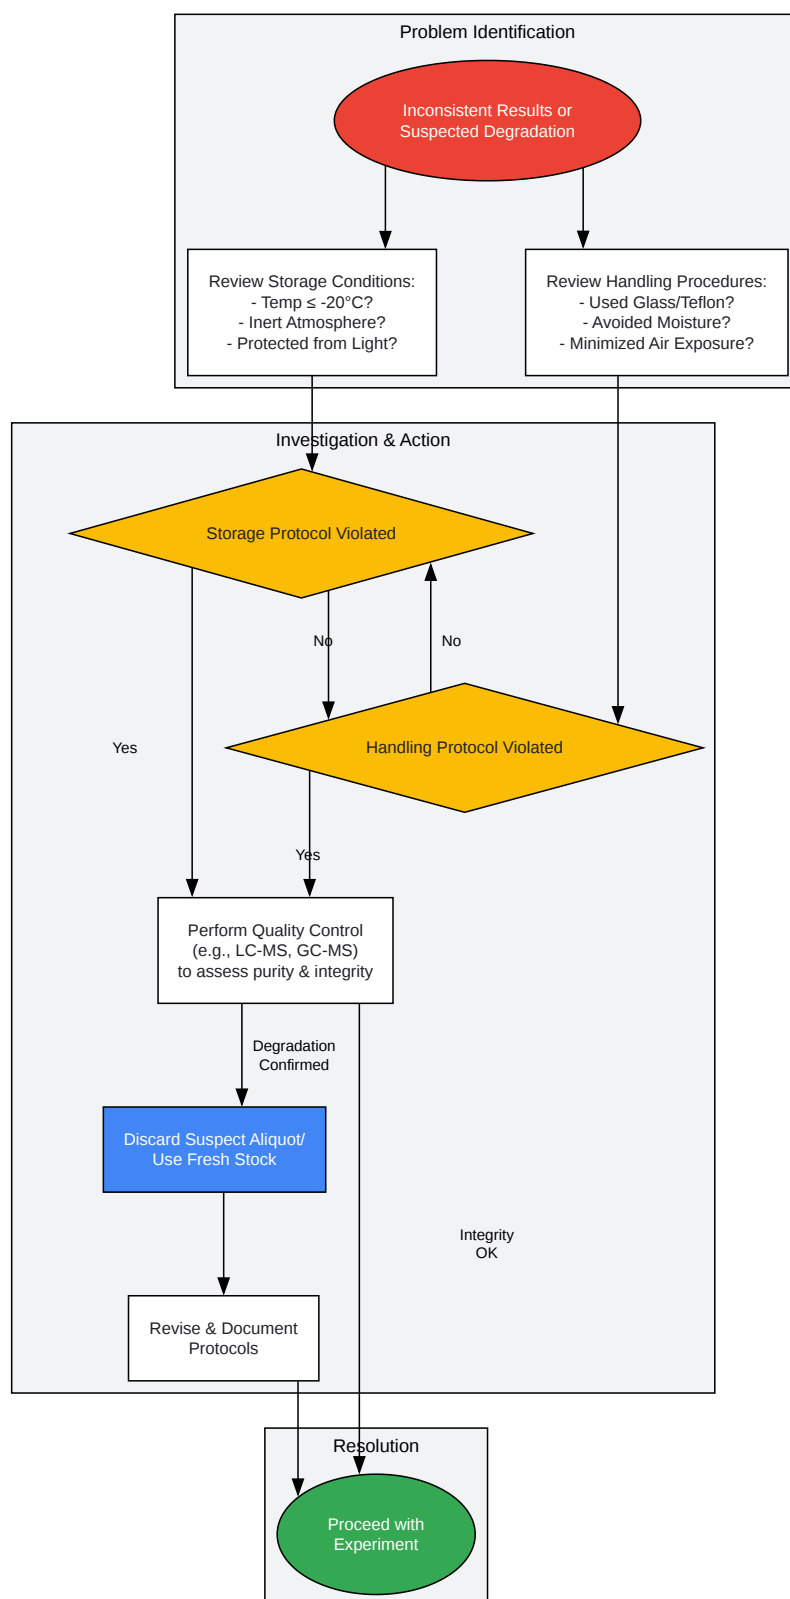 Problem Identification
Inconsistent Results or
Suspected Degradation
Review Storage Conditions:
- Temp ≤ -20°C?
- Inert Atmosphere?
- Protected from Light?
Review Handling Procedures:
- Used Glass/Teflon?
- Avoided Moisture?
- Minimized Air Exposure?
Investigation & Action
Storage Protocol Violated
No
No
Handling Protocol Violated
Yes
Yes
Perform Quality Control
(e.g., LC-MS, GC-MS)
to assess purity & integrity
Degradation
Confirmed
Discard Suspect Aliquot/
Use Fresh Stock
Integrity
OK
Revise & Document
Protocols
Resolution
Proceed with
Experiment